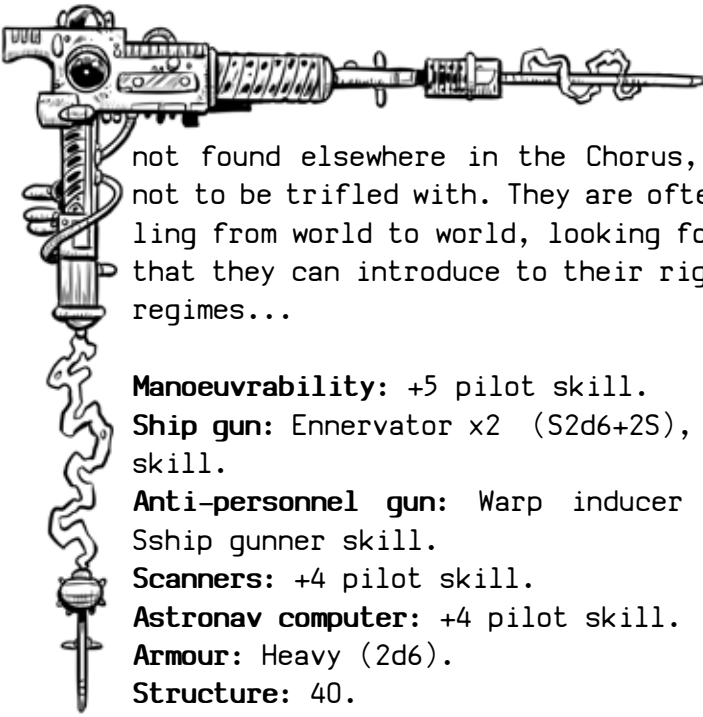 not found elsewhere in the Chorus,
not to be trifled with. They are ofte
ling from world to world, looking fo
that they can introduce to their rig
regimes...
Manoeuvrability: +5 pilot skill.
Ship gun: Ennervator x2 (S2d6+2S),
skill.
Anti-personnel gun: Warp inducer
Sship gunner skill.
Scanners: +4 pilot skill.
Astronav computer: +4 pilot skill.
Armour: Heavy (2d6).
Structure: 40.